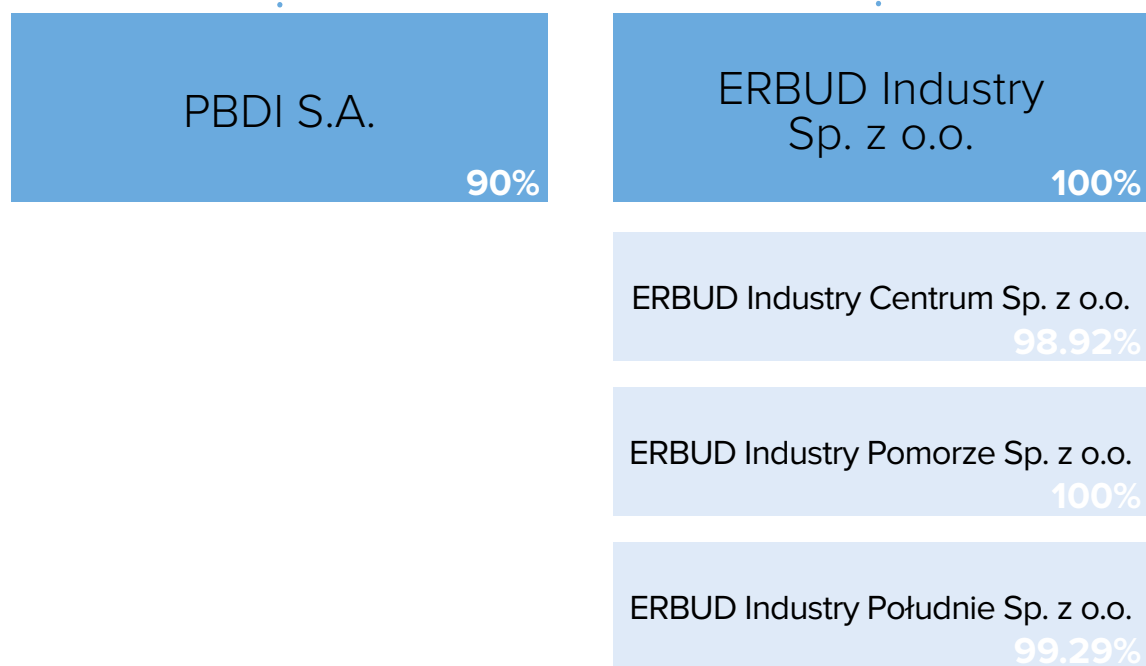 PBDI S.A.
90%
ERBUD Industry
Sp. z o.o.
100%
ERBUD Industry Centrum Sp. z o.o.
98.92%
ERBUD Industry Pomorze Sp. z o.o.
100%
ERBUD Industry Południe Sp. z o.o.
99.29%